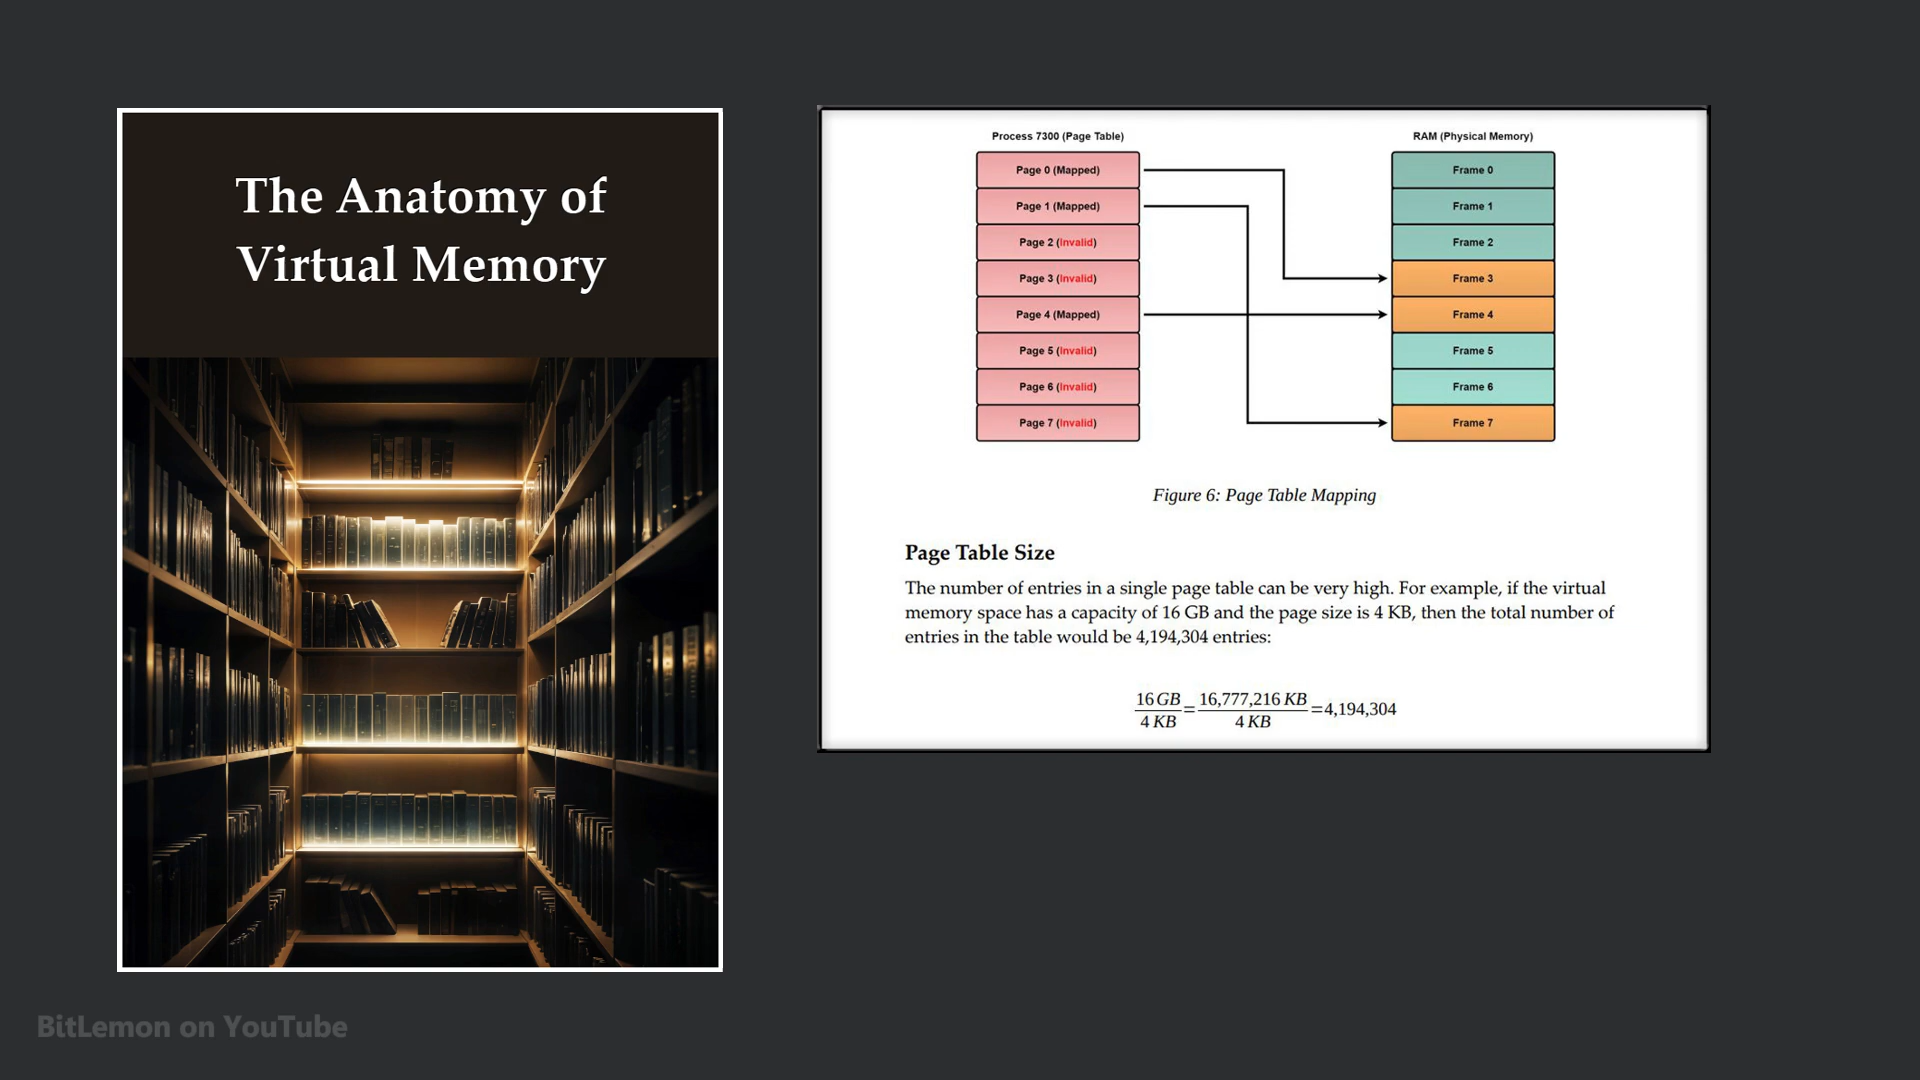 The Anatomy of
Virtual Memory
Process 7300 (Page Table)
Page 0 (Mapped)
Page 1 (Mapped)
Page 2 (Invalid)
Page 3 (Invalid)
Page 4 (Mapped)
Page 5 (Invalid)
Page 6 (Invalid)
Page 7 (Invalid)
RAM (Physical Memory)
Frame 0
Frame 1
Frame 2
Frame 3
Frame 4
Frame 5
Frame 6
Frame 7
Figure 6: Page Table Mapping
Page Table Size
The number of entries in a single page table can be very high. For example, if the virtual
memory space has a capacity of 16 GB and the page size is 4 KB, then the total number of
entries in the table would be 4,194,304 entries:
16 GB / 4 KB = 16,777,216 KB / 4 KB = 4,194,304
BitLemon on YouTube